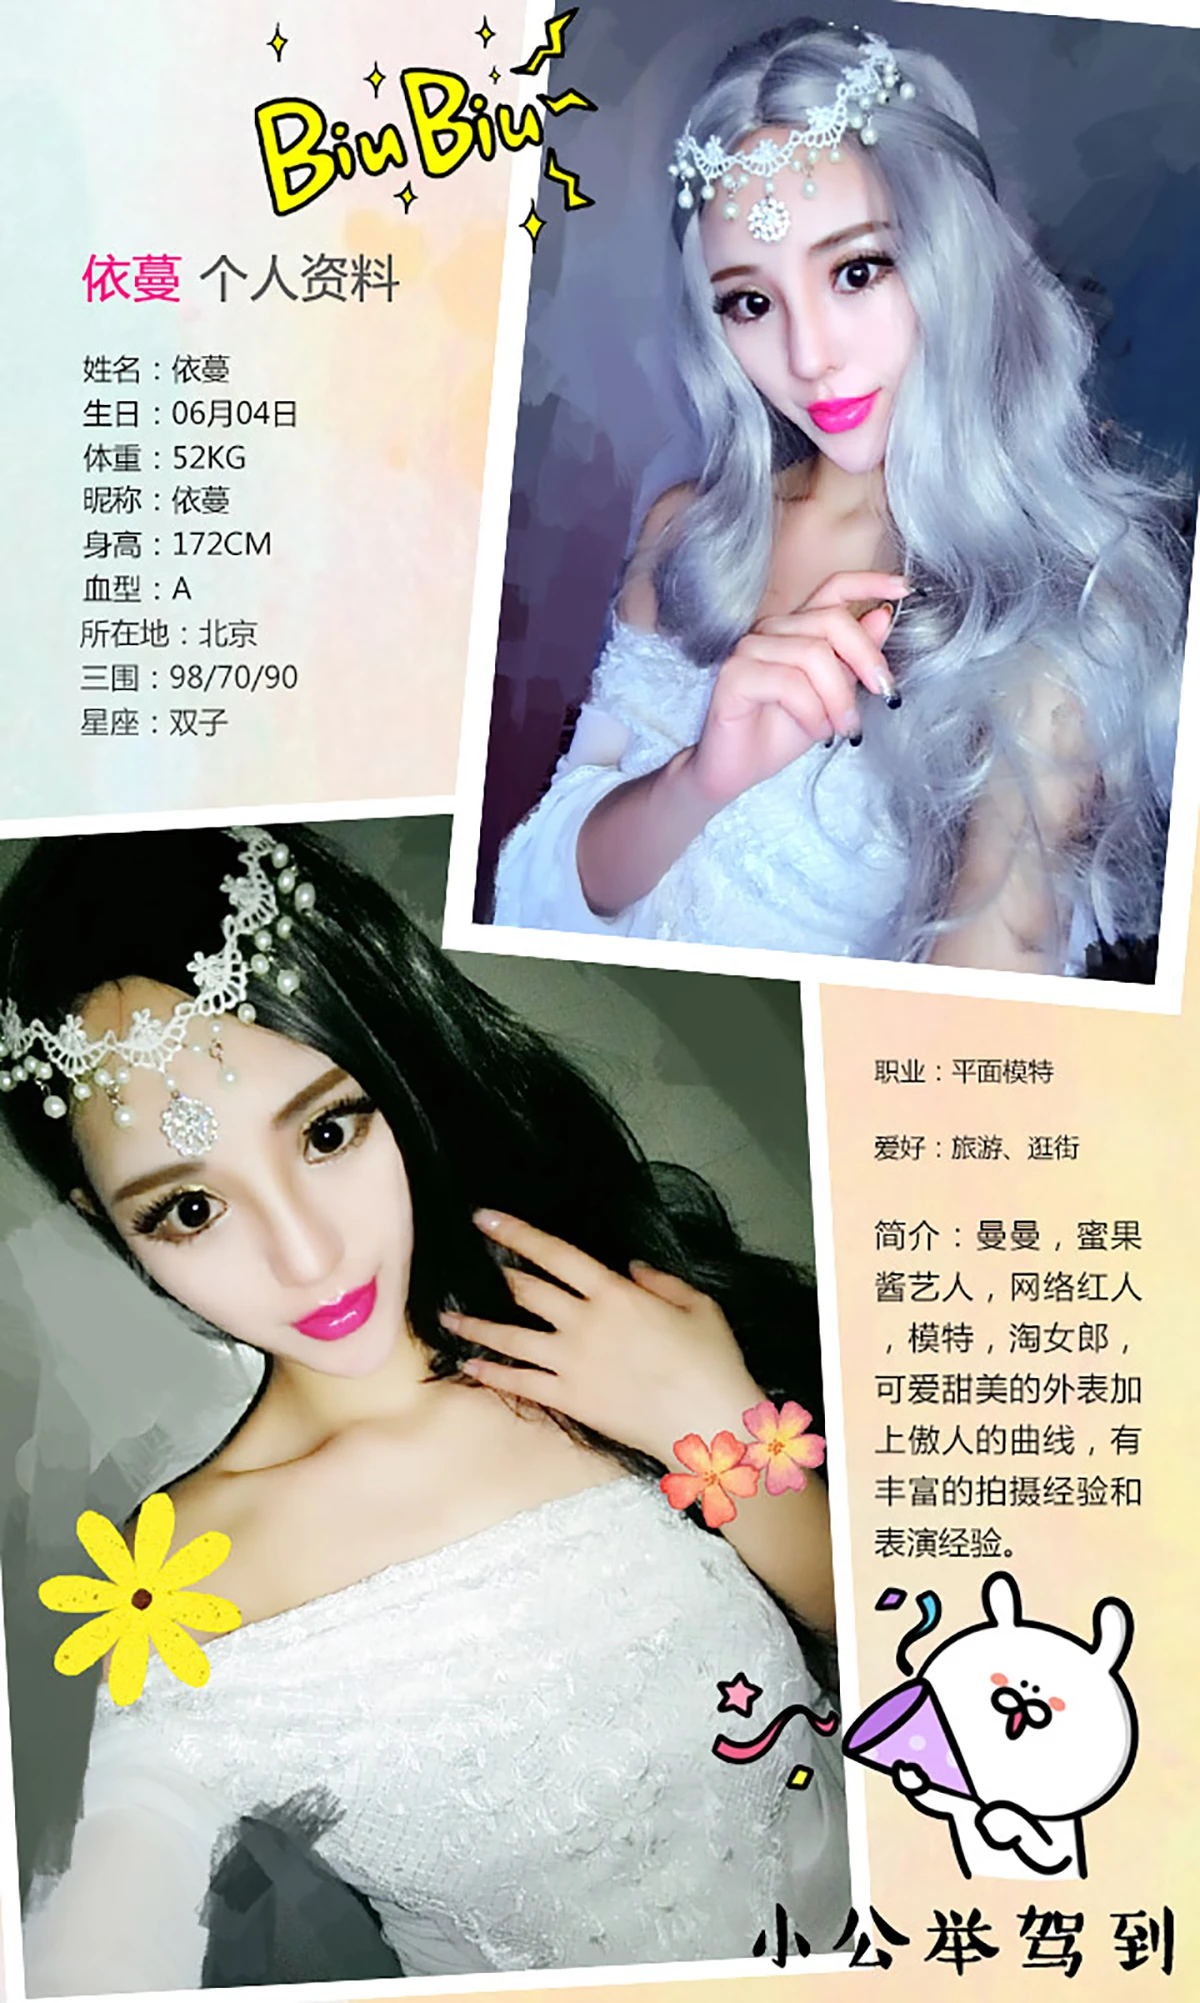 BiuBiu
依蔓 个人资料
姓名：依蔓
生日：06月04日
体重：52KG
昵称：依蔓
身高：172CM
血型：A
所在地：北京
三围：98/70/90
星座：双子
职业：平面模特
爱好：旅游、逛街
简介：曼曼，蜜果
酱艺人，网络红人
，模特，淘女郎，
可爱甜美的外表加
上傲人的曲线，有
丰富的拍摄经验和
表演经验。
小公举驾到